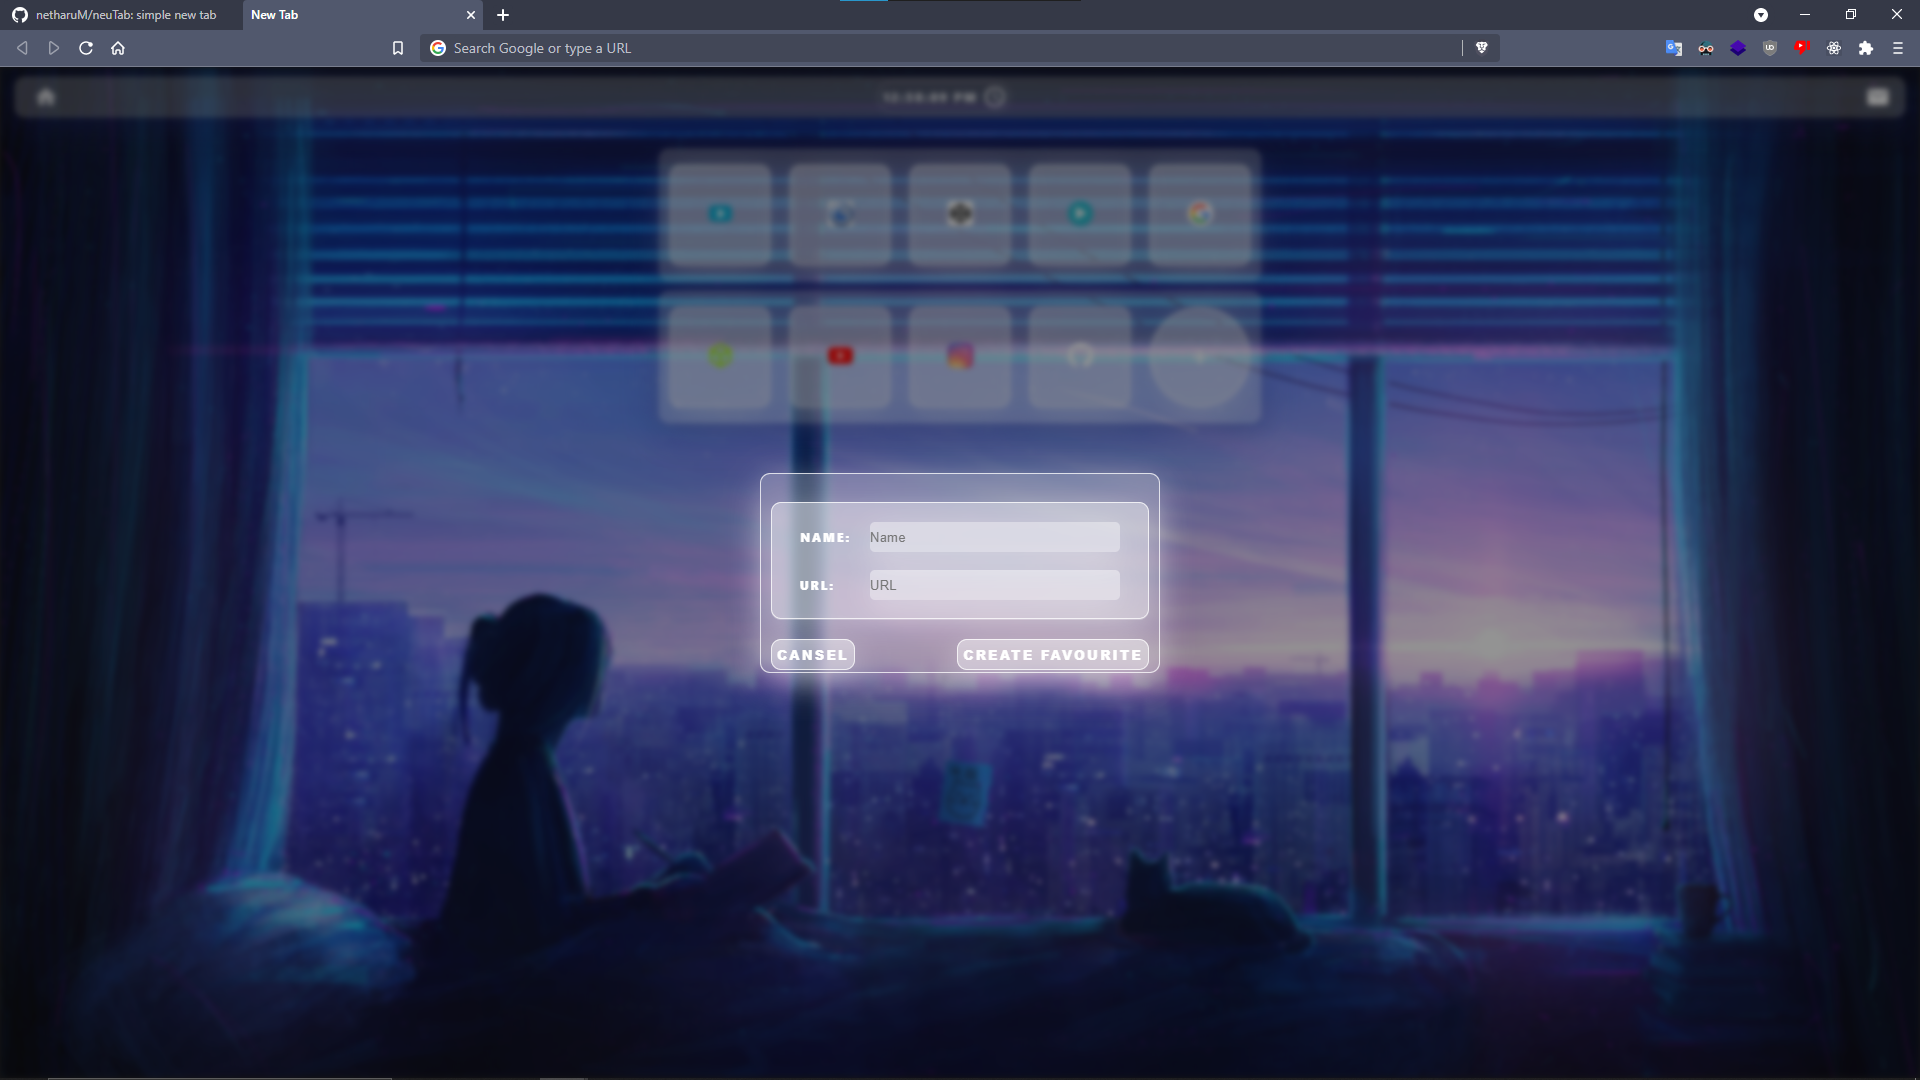 netharuM/neuTab: simple new tab
New Tab
Search Google or type a URL
NAME:
Name
URL:
URL
CANSEL
CREATE FAVOURITE